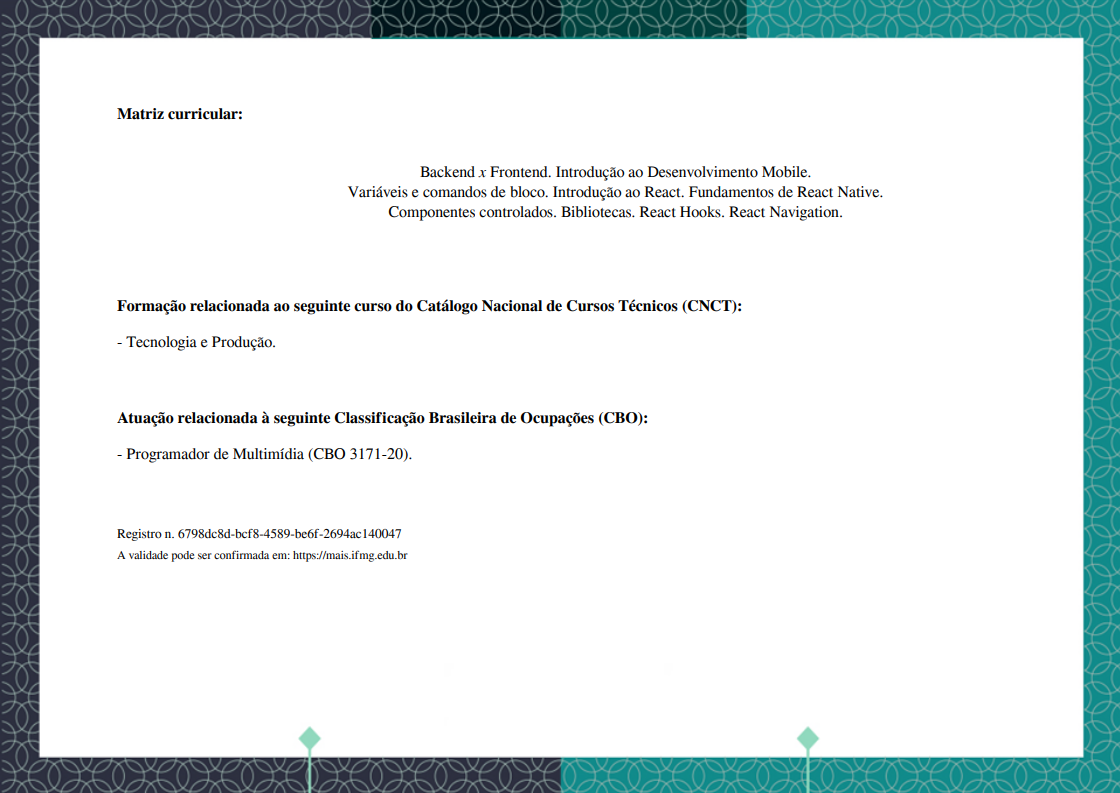 Matriz curricular:
Backend x Frontend. Introdução ao Desenvolvimento Mobile.
Variáveis e comandos de bloco. Introdução ao React. Fundamentos de React Native.
Componentes controlados. Bibliotecas. React Hooks. React Navigation.
Formação relacionada ao seguinte curso do Catálogo Nacional de Cursos Técnicos (CNCT):
- Tecnologia e Produção.
Atuação relacionada à seguinte Classificação Brasileira de Ocupações (CBO):
- Programador de Multimídia (CBO 3171-20).
Registro n. 6798dc8d-bcf8-4589-be6f-2694ac140047
A validade pode ser confirmada em: https://mais.ifmg.edu.br